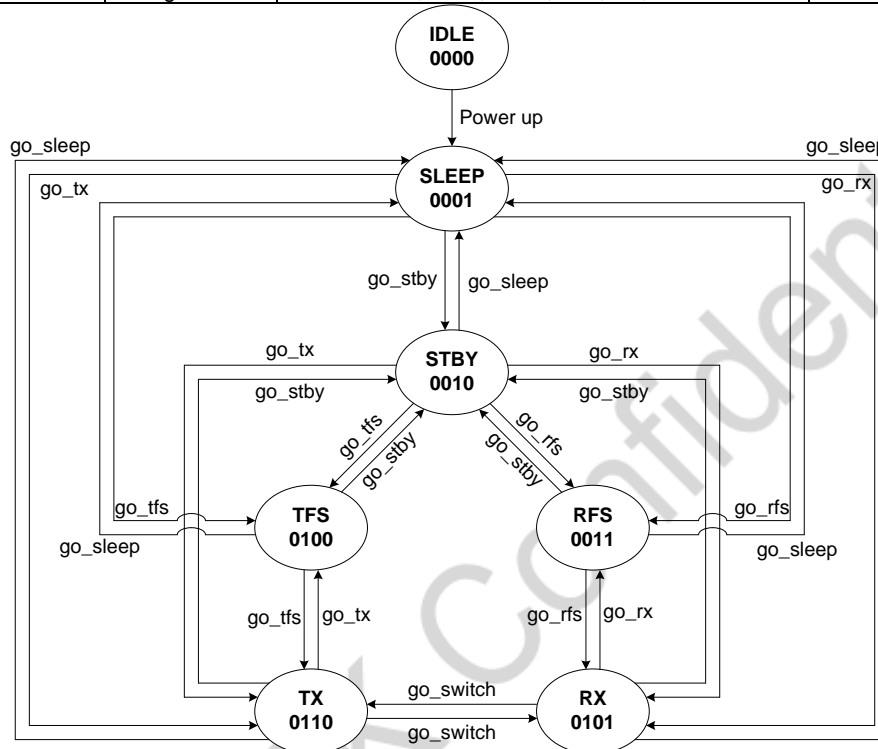 IDLE
0000
Power up
go_sleep
go_sleep
SLEEP
0001
go_tx
go_rx
go_stby
go_sleep
go_tx
go_rx
STBY
0010
go_stby
go_stby
go_tfs
go_stby
go_rfs
go_stby
go_tfs
TFS
0100
RFS
0011
go_rfs
go_sleep
go_sleep
go_tfs
go_tx
go_rfs
go_rx
TX
0110
go_switch
go_switch
RX
0101
Confident